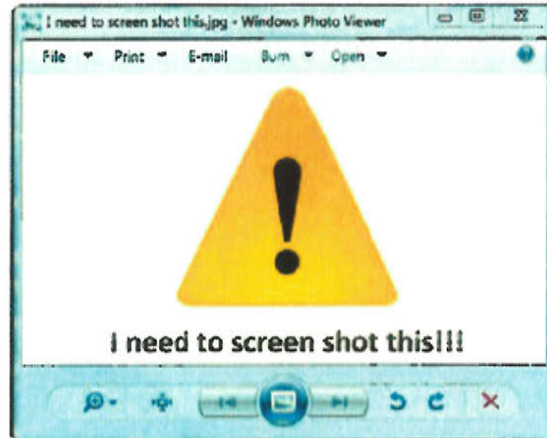 I need to screen shot this.jpg - Windows Photo Viewer
File Print E-mail Burn Open
!
I need to screen shot this!!!